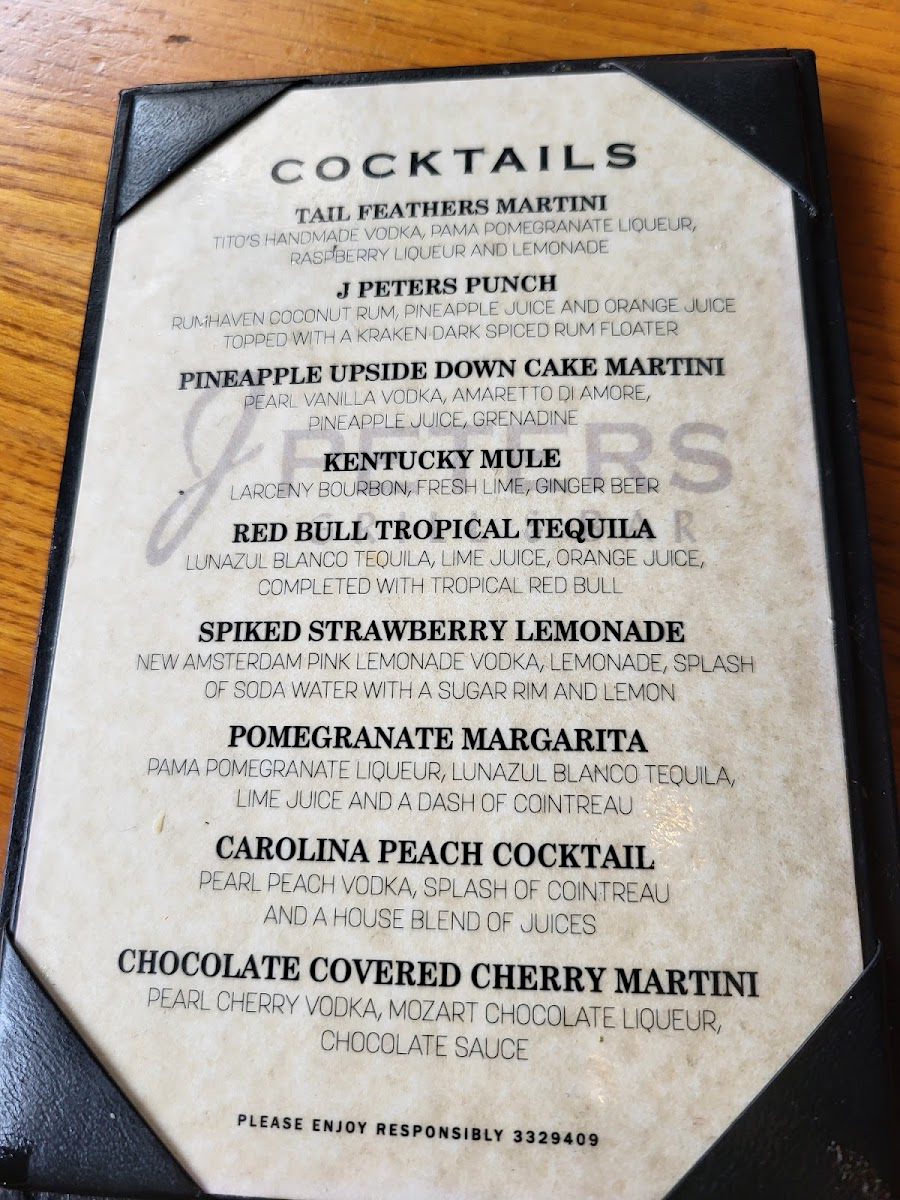 COCKTAILS
TAIL FEATHERS MARTINI
TITO'S HANDMADE VODKA, PAMA POMEGRANATE LIQUEUR,
RASPBERRY LIQUEUR AND LEMONADE
J PETERS PUNCH
RUMHAVEN COCONUT RUM, PINEAPPLE JUICE AND ORANGE JUICE
TOPPED WITH A KRAKEN DARK SPICED RUM FLOATER
PINEAPPLE UPSIDE DOWN CAKE MARTINI
PEARL VANILLA VODKA, AMARETTO DI AMORE,
PINEAPPLE JUICE, GRENADINE
J PETERS
GRILL & BAR
KENTUCKY MULE
LARCENY BOURBON, FRESH LIME, GINGER BEER
RED BULL TROPICAL TEQUILA
LUNAZUL BLANCO TEQUILA, LIME JUICE, ORANGE JUICE,
COMPLETED WITH TROPICAL RED BULL
SPIKED STRAWBERRY LEMONADE
NEW AMSTERDAM PINK LEMONADE VODKA, LEMONADE, SPLASH
OF SODA WATER WITH A SUGAR RIM AND LEMON
POMEGRANATE MARGARITA
PAMA POMEGRANATE LIQUEUR, LUNAZUL BLANCO TEQUILA,
LIME JUICE AND A DASH OF COINTREAU
CAROLINA PEACH COCKTAIL
PEARL PEACH VODKA, SPLASH OF COINTREAU
AND A HOUSE BLEND OF JUICES
CHOCOLATE COVERED CHERRY MARTINI
PEARL CHERRY VODKA, MOZART CHOCOLATE LIQUEUR,
CHOCOLATE SAUCE
PLEASE ENJOY RESPONSIBLY 3329409